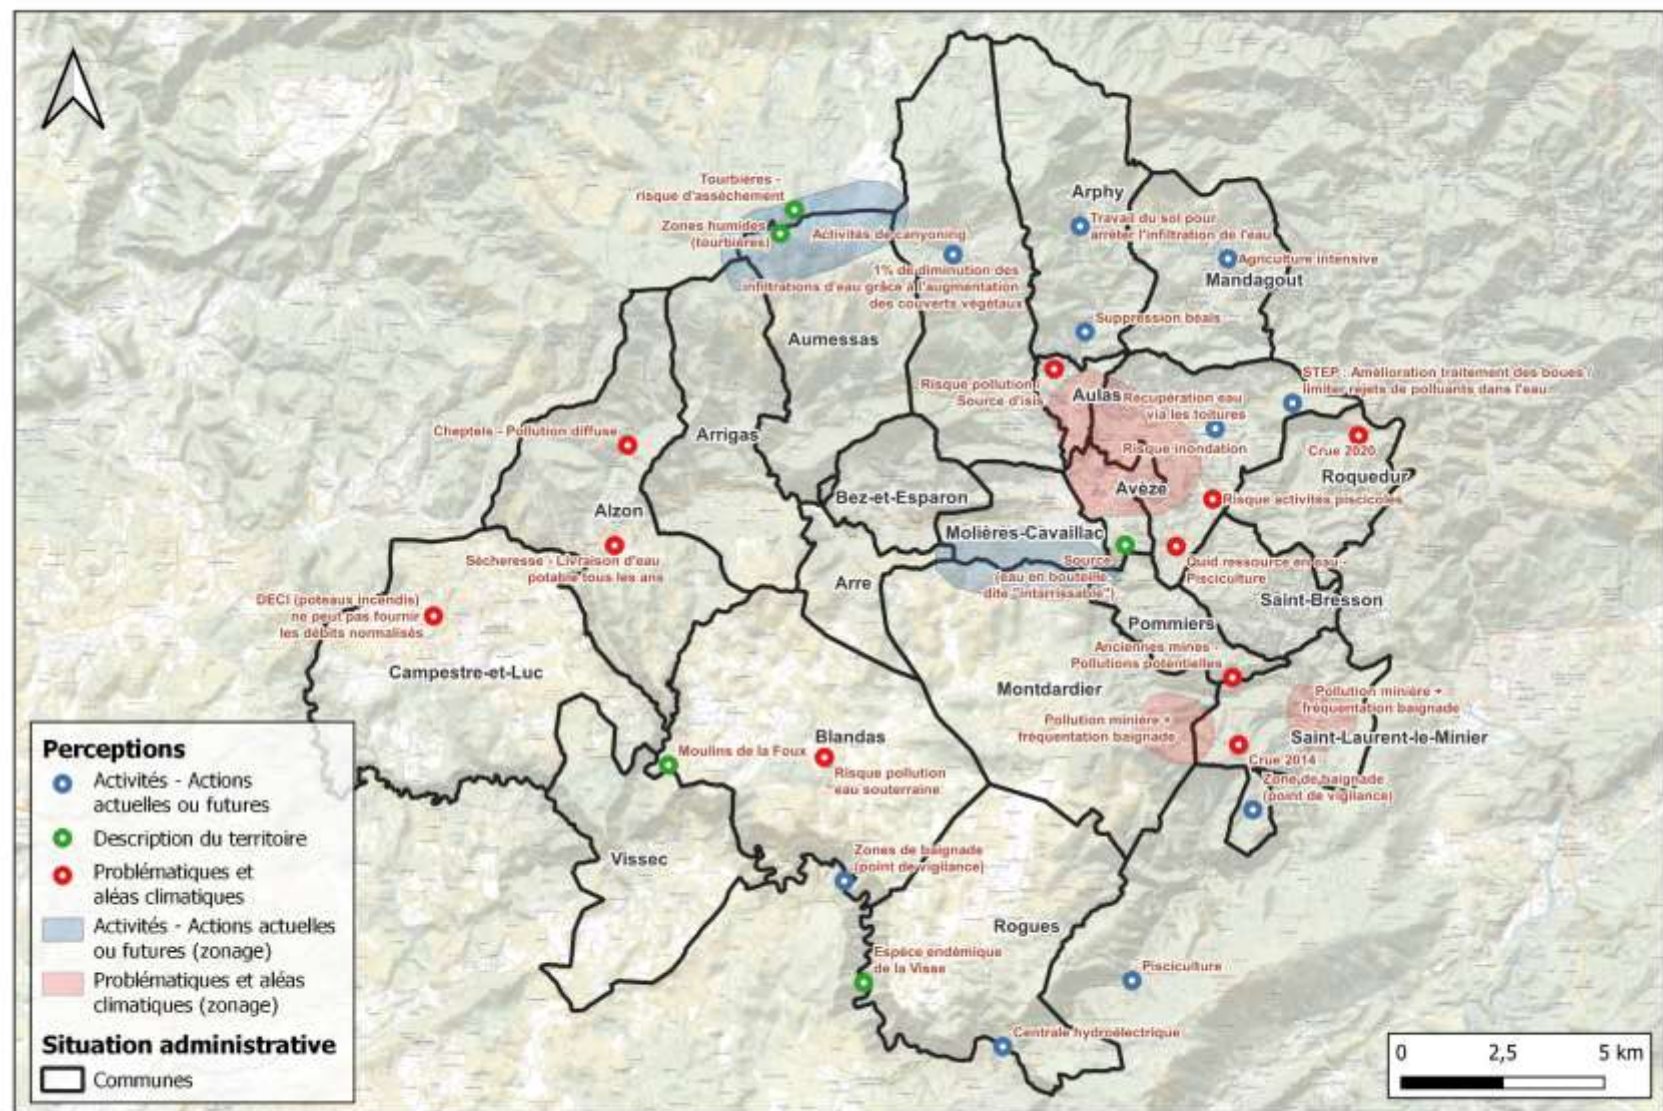 Arphy
Tourbières -
risque d'assèchement
Travail du sol pour
arrêter l'infiltration de l'eau
Zones humides
(tourbières)
Activités de canyoning
Agriculture intensive
Mandagout
1% de diminution des
infiltrations d'eau grâce à l'augmentation
des couverts végétaux
Suppression béals
Aumessas
STEP : Amélioration traitement des boues /
limiter rejets de polluants dans l'eau
Risque pollution /
Source d'isis
Aulas
Récupération eau
via les toitures
Cheptels - Pollution diffuse
Arrigas
Risque inondation
Crue 2020
Roquedur
Avèze
Bez-et-Esparon
Risque activités piscicoles
Alzon
Molières-Cavaillac
Sécheresse - Livraison d'eau
potable tous les ans
Source
(eau en bouteille
dite "intarrissable")
Quid ressource en eau -
Pisciculture
Arre
Saint-Bresson
DECI (poteaux incendis)
ne peut pas fournir
les débits normalisés
Pommiers
Anciennes mines -
Pollutions potentielles
Campestre-et-Luc
Montdardier
Pollution minière +
fréquentation baignade
Pollution minière +
fréquentation baignade
Saint-Laurent-le-Minier
Blandas
Moulins de la Foux
Crue 2014
Risque pollution
eau souterraine
Zone de baignade
(point de vigilance)
Vissec
Zones de baignade
(point de vigilance)
Rogues
Espèce endémique
de la Visse
Pisciculture
Centrale hydroélectrique
Perceptions
Activités - Actions
actuelles ou futures
Description du territoire
Problématiques et
aléas climatiques
Activités - Actions actuelles
ou futures (zonage)
Problématiques et aléas
climatiques (zonage)
Situation administrative
Communes
0 2,5 5 km